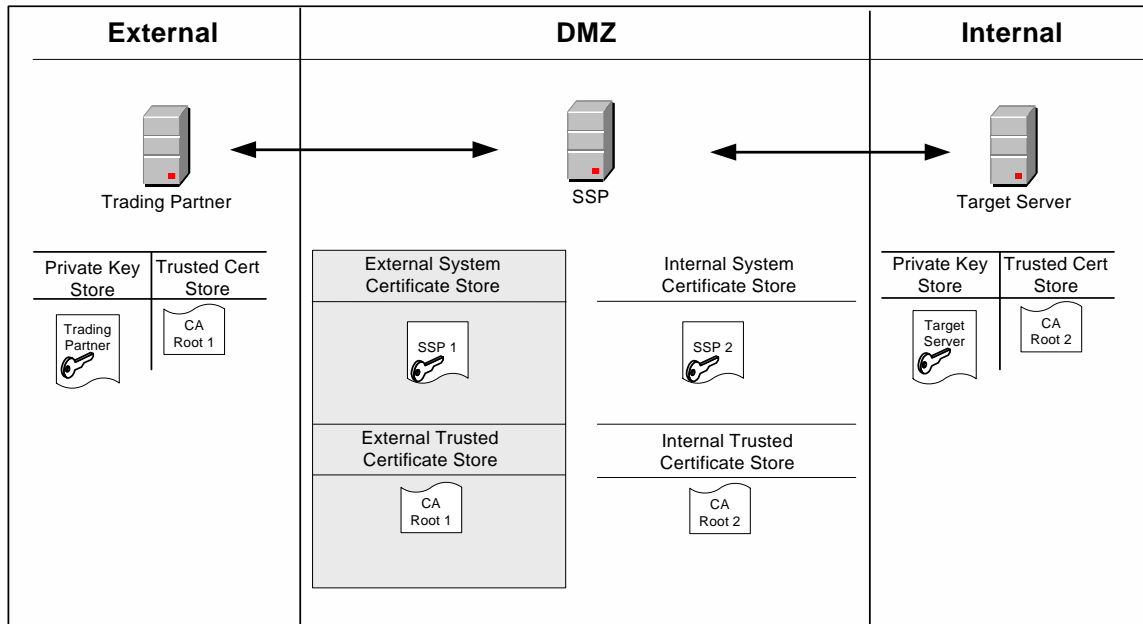 External
DMZ
Internal
Trading Partner
SSP
Target Server
Private Key
Store
Trusted Cert
Store
Trading
Partner
CA
Root 1
External System
Certificate Store
SSP 1
External Trusted
Certificate Store
CA
Root 1
Internal System
Certificate Store
SSP 2
Internal Trusted
Certificate Store
CA
Root 2
Private Key
Store
Trusted Cert
Store
Target
Server
CA
Root 2